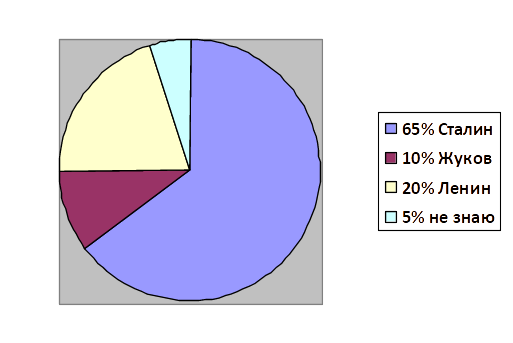 65% Сталин
10% Жуков
20% Ленин
5% не знаю